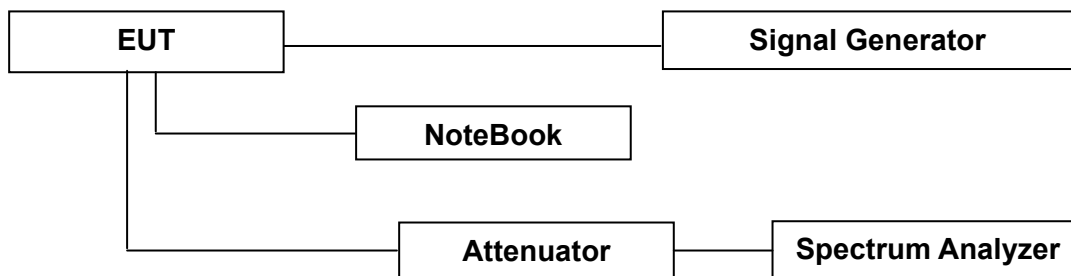 EUT
Signal Generator
NoteBook
Attenuator
Spectrum Analyzer